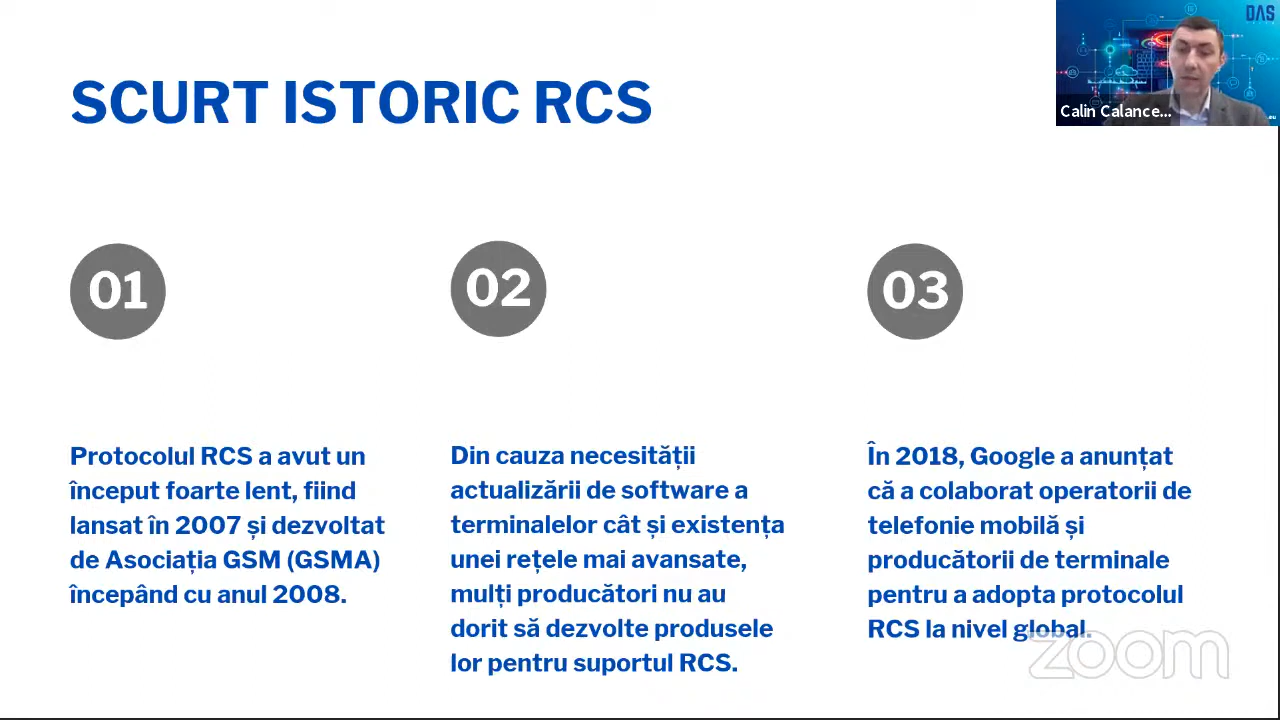 DAS
Calin Calance...
.eu
SCURT ISTORIC RCS
01
02
03
Protocolul RCS a avut un
început foarte lent, fiind
lansat în 2007 și dezvoltat
de Asociația GSM (GSMA)
începând cu anul 2008.
Din cauza necesității
actualizării de software a
terminalelor cât și existența
unei rețele mai avansate,
mulți producători nu au
dorit să dezvolte produsele
lor pentru suportul RCS.
În 2018, Google a anunțat
că a colaborat operatorii de
telefonie mobilă și
producătorii de terminale
pentru a adopta protocolul
RCS la nivel global.
zoom